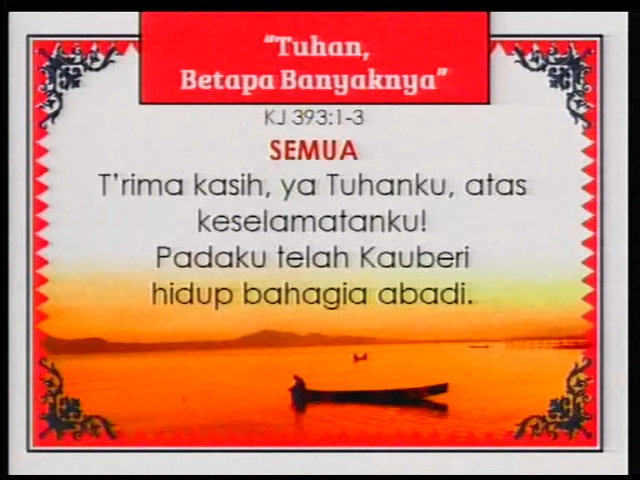 "Tuhan,
Betapa Banyaknya"
KJ 393:1-3
SEMUA
T'rima kasih, ya Tuhanku, atas
keselamatanku!
Padaku telah Kauberi
hidup bahagia abadi.